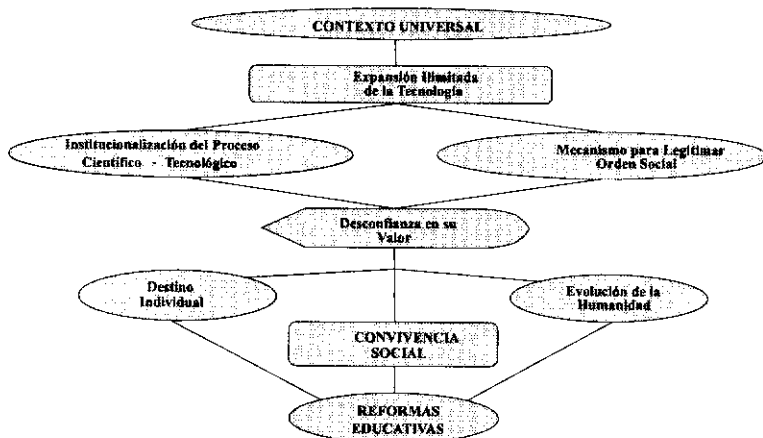 CONTEXTO UNIVERSAL
Expansión Ilimitada
de la Tecnología
Institucionalización del Proceso
Científico - Tecnológico
Mecanismo para Legitimar
Orden Social
Desconfianza en su
Valor
Destino
Individual
Evolución de la
Humanidad
CONVIVENCIA
SOCIAL
REFORMAS
EDUCATIVAS